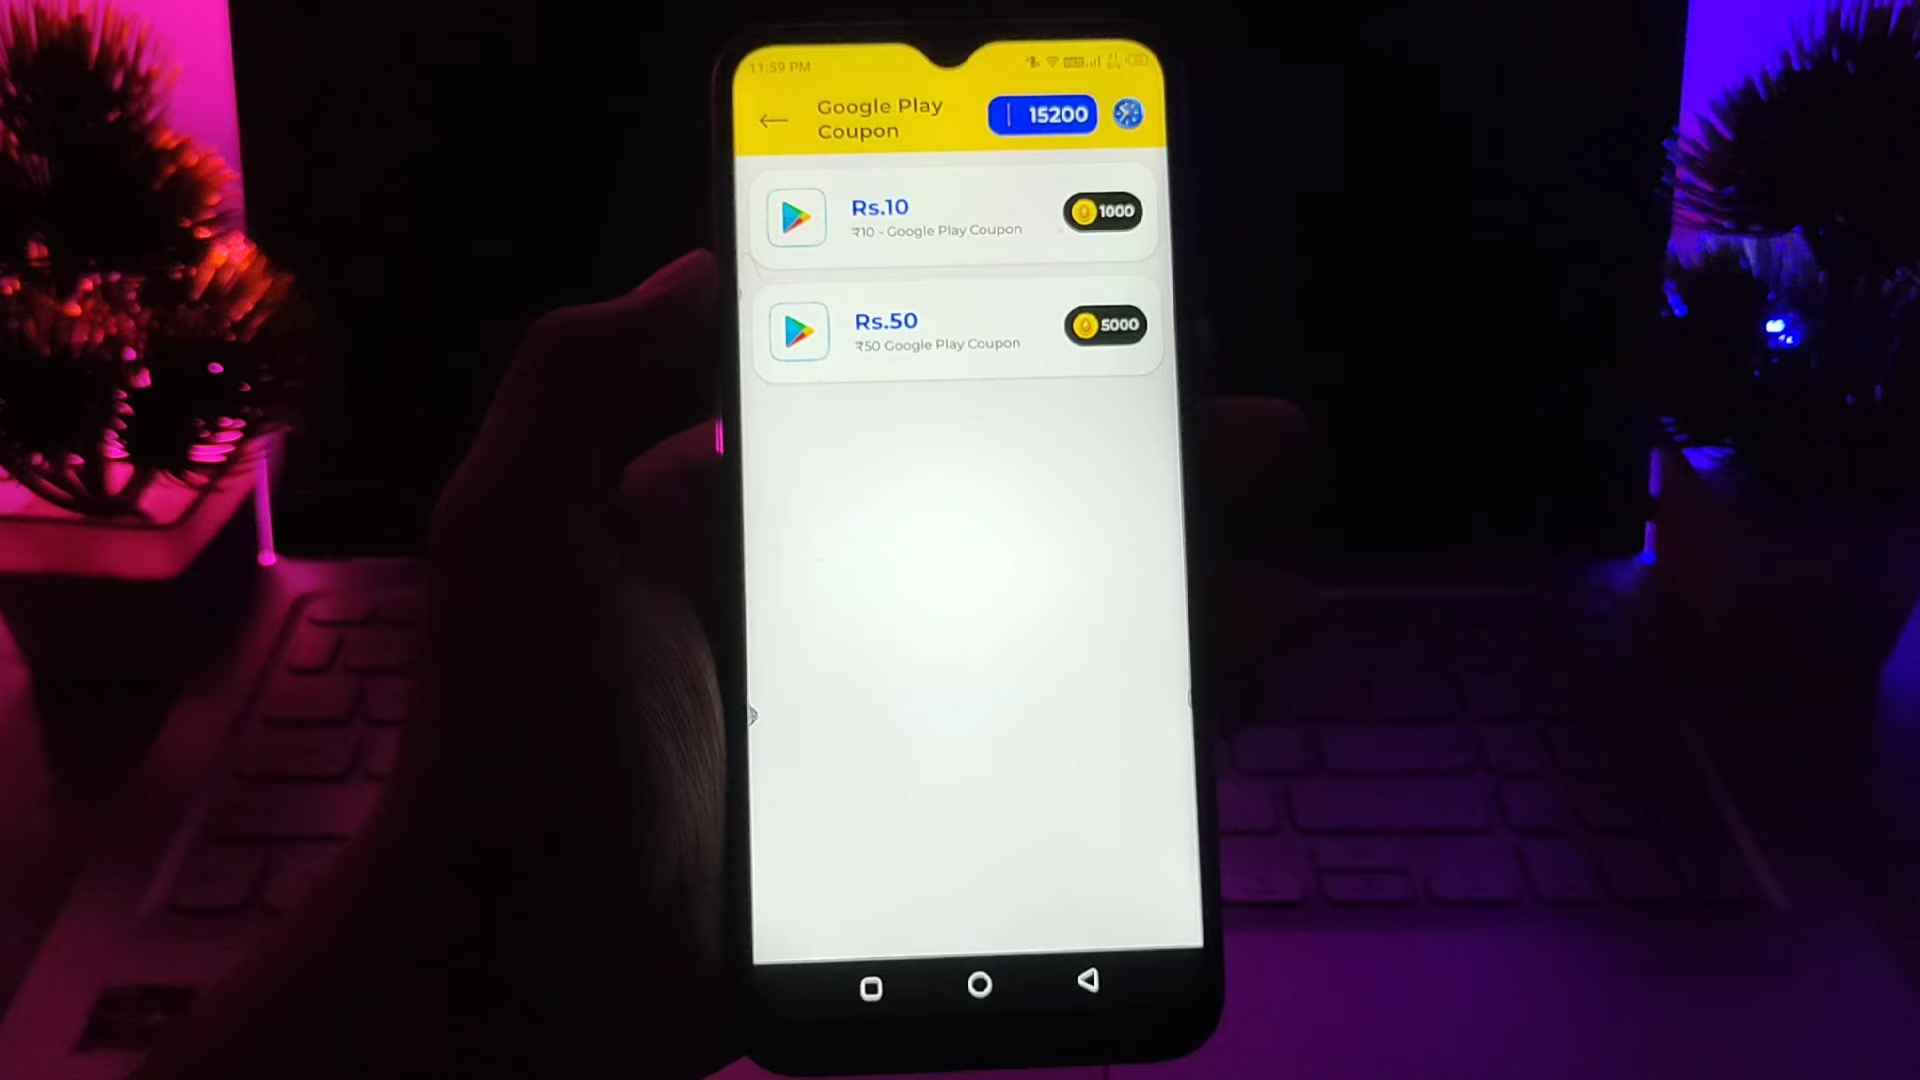 11:59 PM
Google Play
Coupon
15200
Rs.10
₹10 - Google Play Coupon
1000
Rs.50
₹50 Google Play Coupon
5000